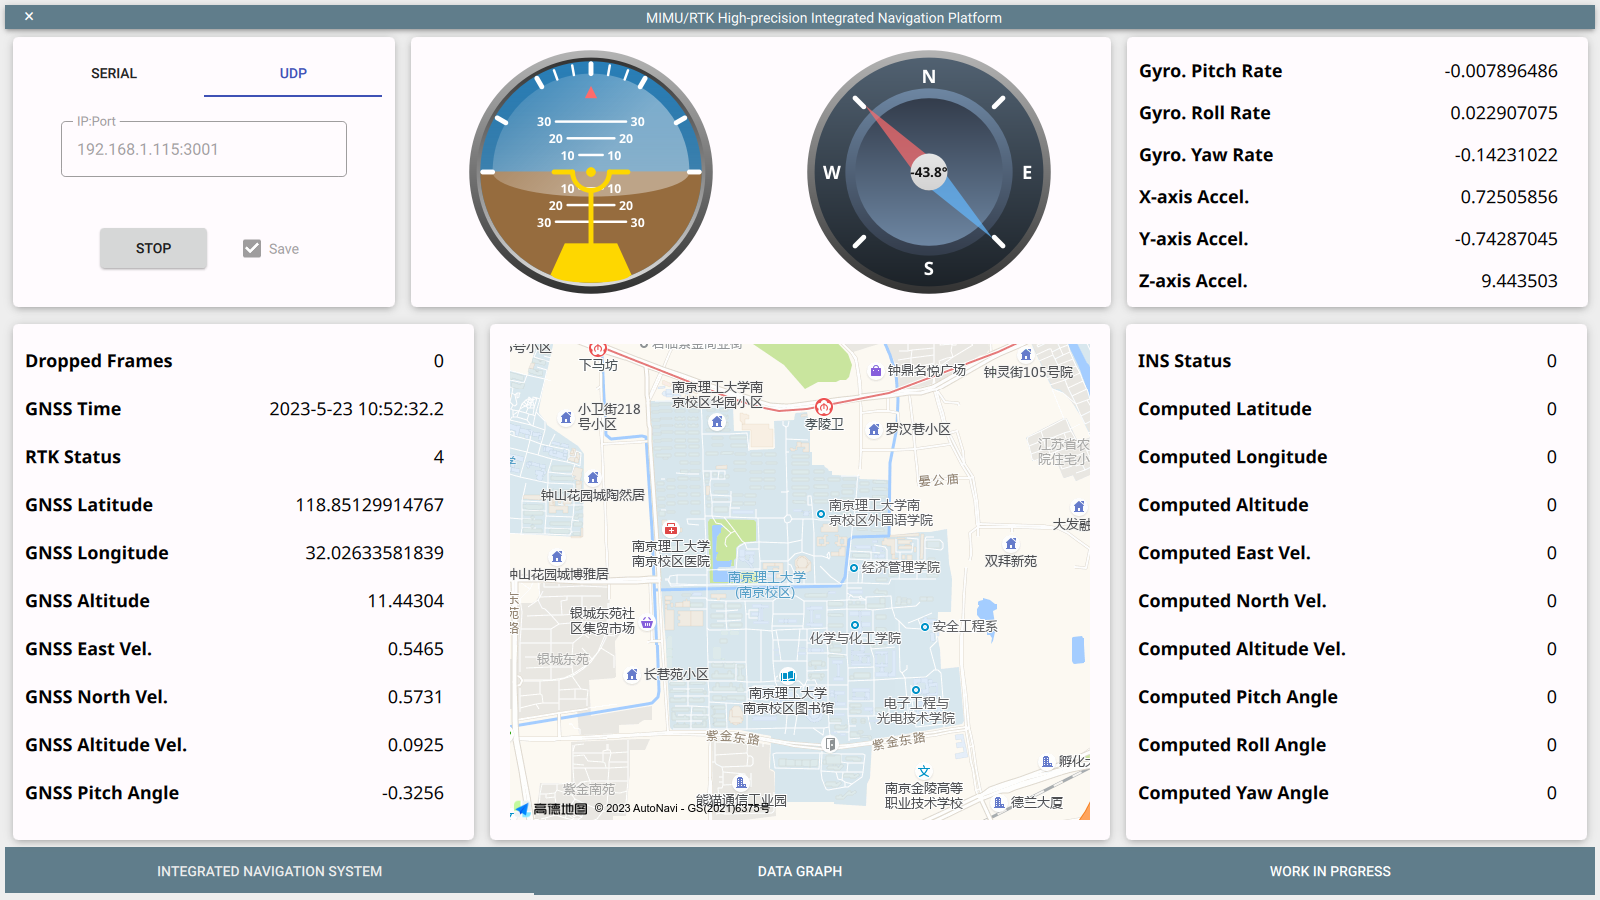 × MIMU/RTK High-precision Integrated Navigation Platform
SERIAL UDP
IP:Port
192.168.1.115:3001
STOP Save
30 30
20 20
10 10
10 10
20 20
30 30
N
W -43.8° E
S
Gyro. Pitch Rate -0.007896486
Gyro. Roll Rate 0.022907075
Gyro. Yaw Rate -0.14231022
X-axis Accel. 0.72505856
Y-axis Accel. -0.74287045
Z-axis Accel. 9.443503
Dropped Frames 0
GNSS Time 2023-5-23 10:52:32.2
RTK Status 4
GNSS Latitude 118.85129914767
GNSS Longitude 32.02633581839
GNSS Altitude 11.44304
GNSS East Vel. 0.5465
GNSS North Vel. 0.5731
GNSS Altitude Vel. 0.0925
GNSS Pitch Angle -0.3256
号小区
下马坊
钟鼎名悦广场
钟灵街105号院
南京理工大学南
京校区华园小区
小卫街218
号小区
孝陵卫
罗汉巷小区
江苏省农
院住宅小
晏公庙
钟山花园城陶然居
南京理工大学南
京校区外国语学院
大发融
南京理工大学
南京校区医院
双拜新苑
经济管理学院
钟山花园城博雅居
南京理工大学
(南京校区)
东苑路
银城东苑社
区集贸市场
化学与化工学院
安全工程系
银城东苑
长巷苑小区
南京理工大学
南京校区图书馆
电子工程与
光电技术学院
紫金东路
紫金东路
孵化大
紫金南苑
熊猫通信工业园
南京金陵高等
职业技术学校
德兰大厦
高德地图 © 2023 AutoNavi - GS(2021)6375号
INS Status 0
Computed Latitude 0
Computed Longitude 0
Computed Altitude 0
Computed East Vel. 0
Computed North Vel. 0
Computed Altitude Vel. 0
Computed Pitch Angle 0
Computed Roll Angle 0
Computed Yaw Angle 0
INTEGRATED NAVIGATION SYSTEM DATA GRAPH WORK IN PRGRESS